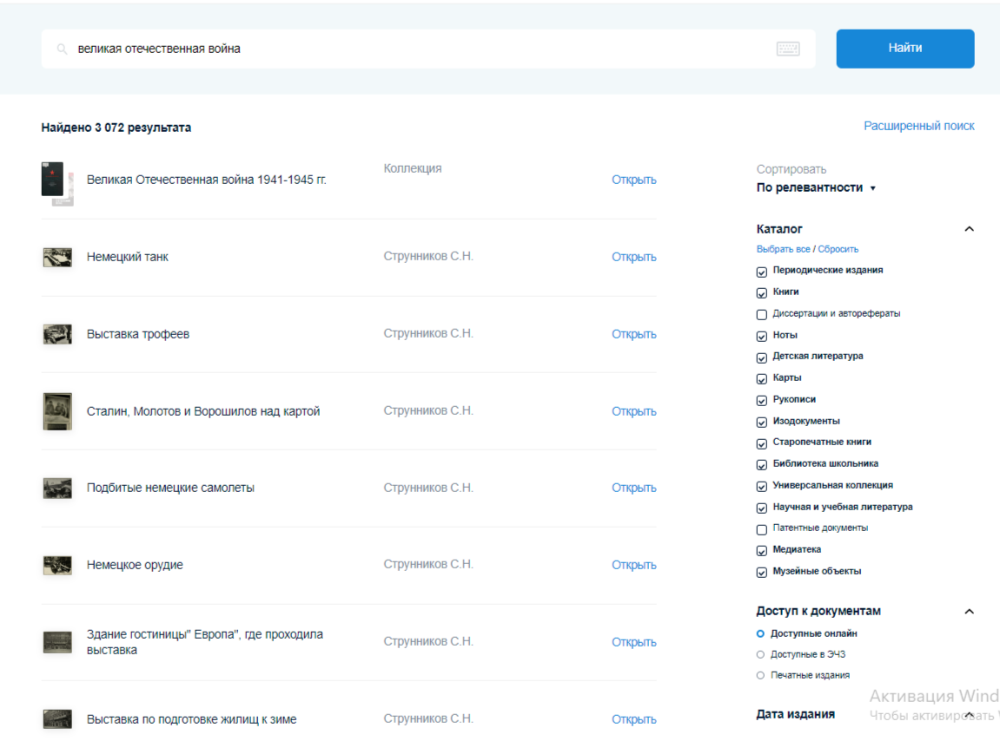 великая отечественная война
Найти
Найдено 3 072 результата
Расширенный поиск
Великая Отечественная война 1941-1945 гг.
Коллекция
Открыть
Немецкий танк
Струнников С.Н.
Открыть
Выставка трофеев
Струнников С.Н.
Открыть
Сталин, Молотов и Ворошилов над картой
Струнников С.Н.
Открыть
Подбитые немецкие самолеты
Струнников С.Н.
Открыть
Немецкое орудие
Струнников С.Н.
Открыть
Здание гостиницы" Европа", где проходила
выставка
Струнников С.Н.
Открыть
Выставка по подготовке жилищ к зиме
Струнников С.Н.
Открыть
Сортировать
По релевантности
Каталог
Выбрать все / Сбросить
Периодические издания
Книги
Диссертации и авторефераты
Ноты
Детская литература
Карты
Рукописи
Изодокументы
Старопечатные книги
Библиотека школьника
Универсальная коллекция
Научная и учебная литература
Патентные документы
Медиатека
Музейные объекты
Доступ к документам
Доступные онлайн
Доступные в ЭЧЗ
Печатные издания
Дата издания
Активация Wind
Чтобы активировать W